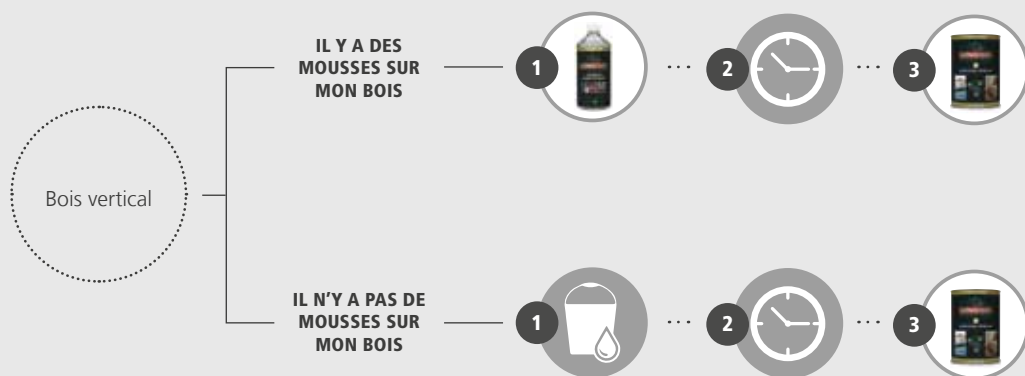 Bois vertical
IL Y A DES
MOUSSES SUR
MON BOIS
1
2
3
IL N'Y A PAS DE
MOUSSES SUR
MON BOIS
1
2
3